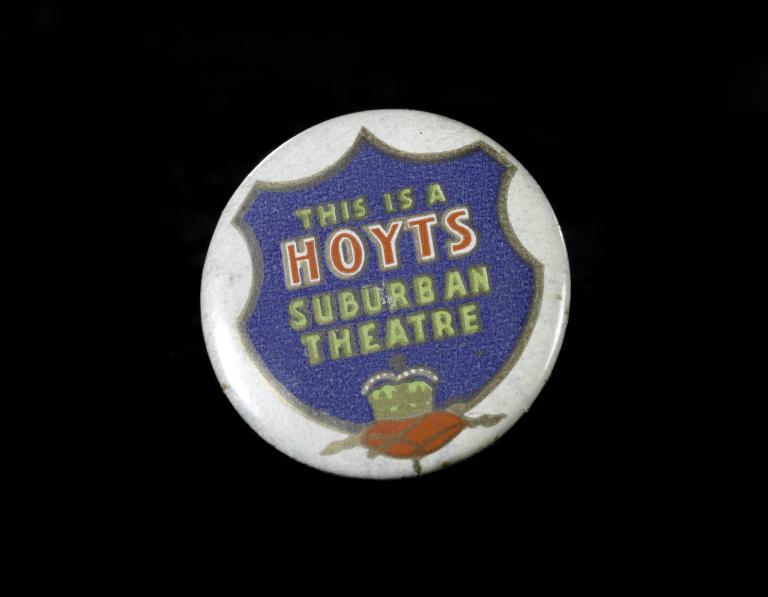 THIS IS A
HOYTS
SUBURBAN
THEATRE